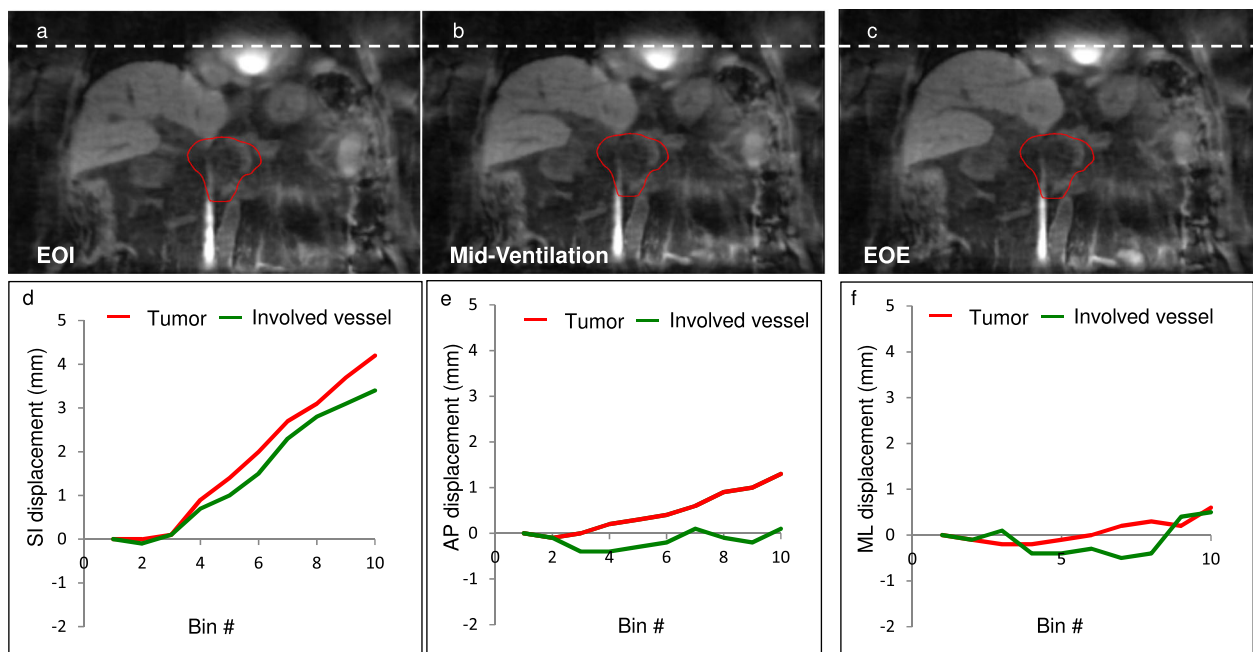 a
EOI
b
Mid-Ventilation
c
EOE
d
Tumor Involved vessel
SI displacement (mm)
5
4
3
2
1
0
-1
-2
0 2 4 6 8 10
Bin #
e
Tumor Involved vessel
AP displacement (mm)
5
4
3
2
1
0
-1
-2
0 2 4 6 8 10
Bin #
f
Tumor Involved vessel
ML displacement (mm)
5
4
3
2
1
0
-1
-2
0 5 10
Bin #